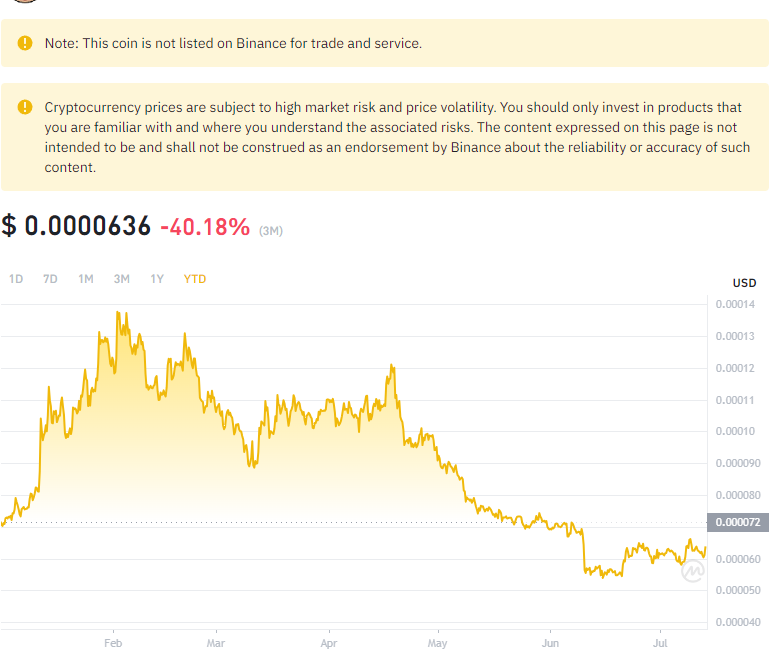 Note: This coin is not listed on Binance for trade and service.
Cryptocurrency prices are subject to high market risk and price volatility. You should only invest in products that
you are familiar with and where you understand the associated risks. The content expressed on this page is not
intended to be and shall not be construed as an endorsement by Binance about the reliability or accuracy of such
content.
$ 0.0000636 -40.18% (3M)
1D 7D 1M 3M 1Y YTD
USD
0.00014
0.00013
0.00012
0.00011
0.00010
0.000090
0.000080
0.000072
0.000060
0.000050
0.000040
Feb Mar Apr May Jun Jul